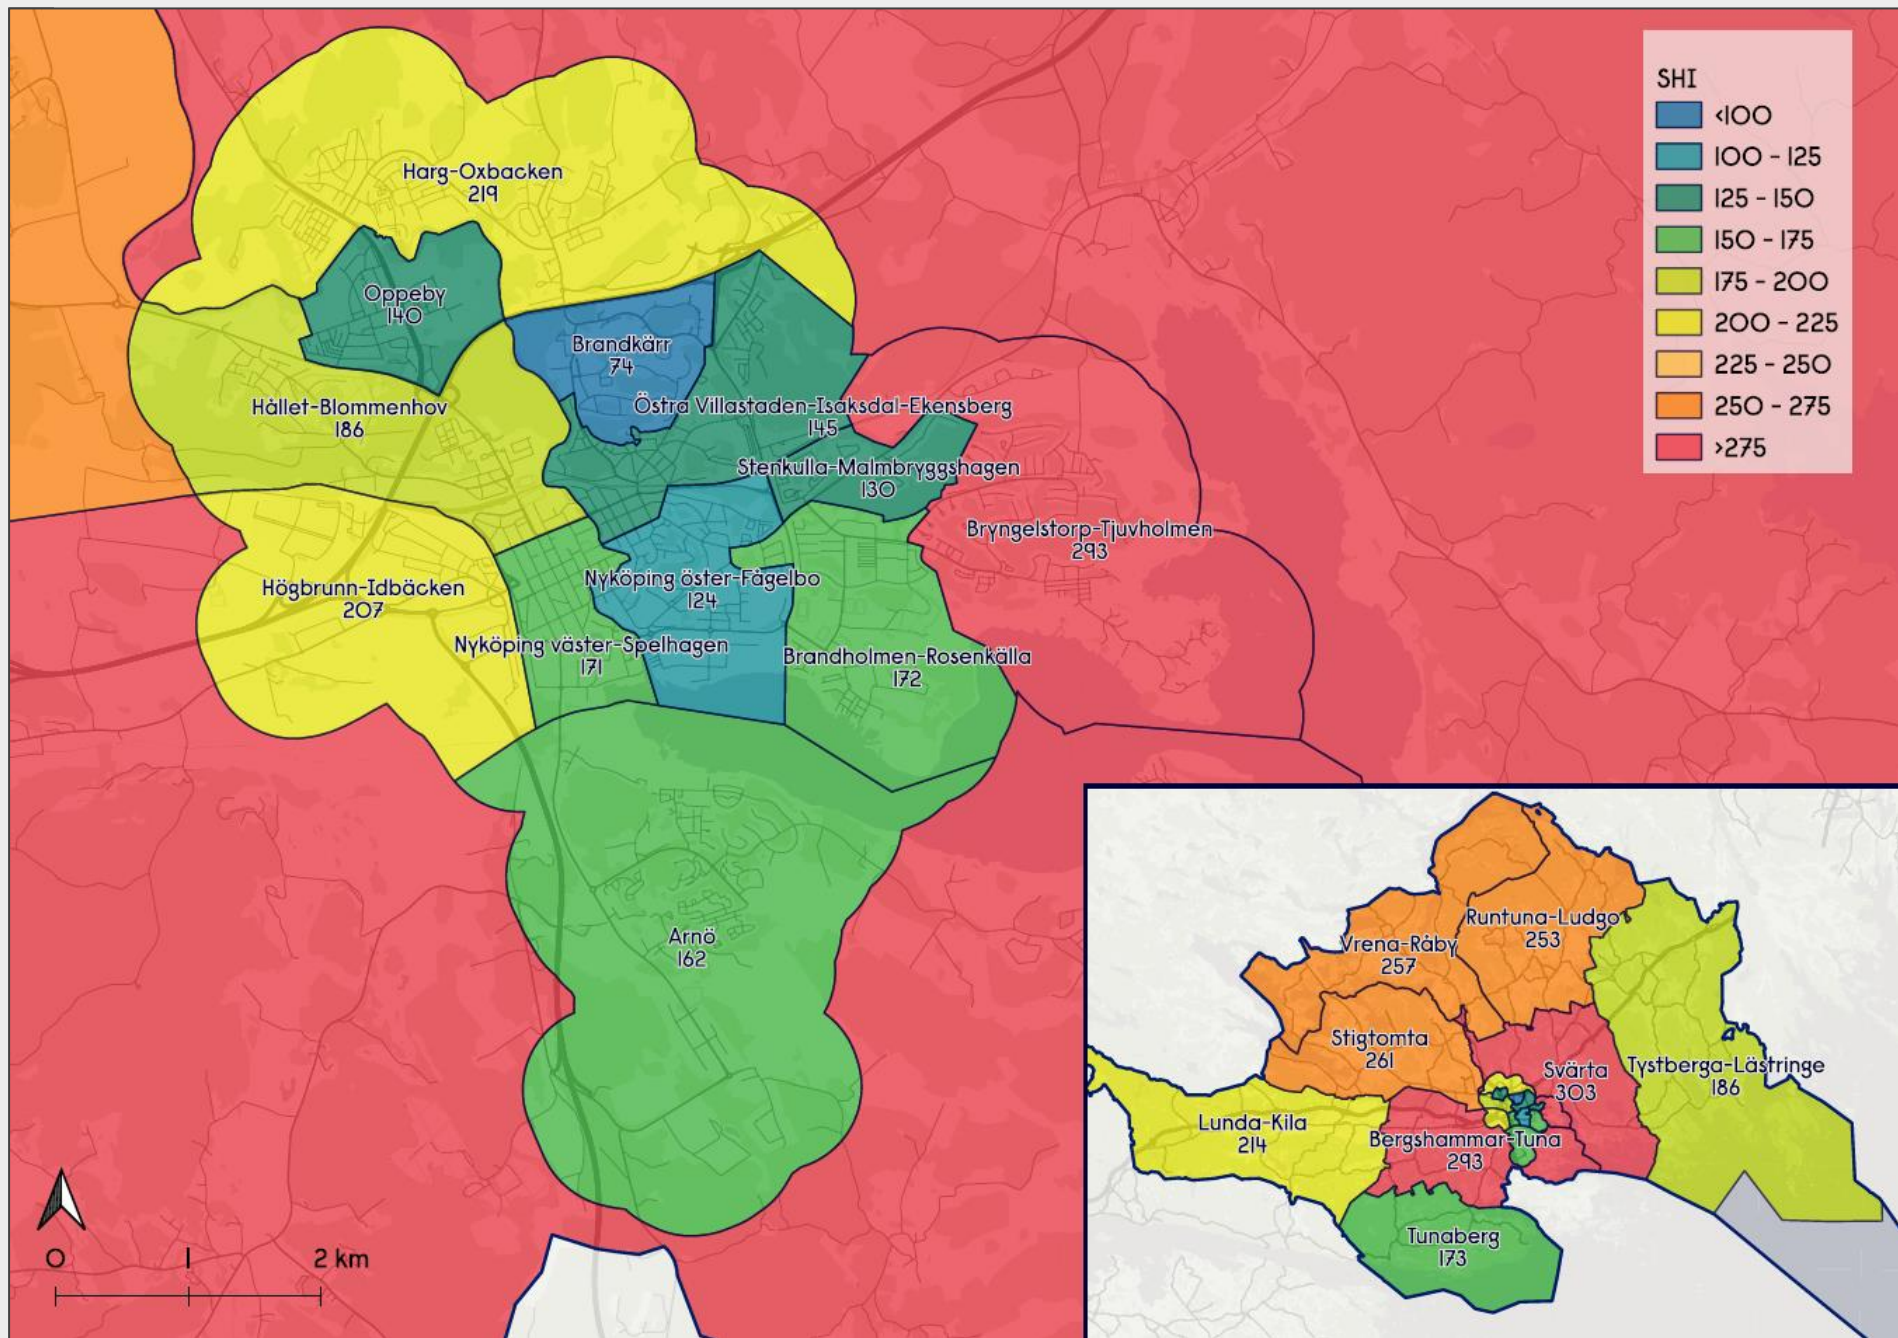 SHI
<100
100 - 125
125 - 150
150 - 175
175 - 200
200 - 225
225 - 250
250 - 275
>275
Harg-Oxbacken
219
Oppeby
140
Brandkärr
74
Hållet-Blommenhov
186
Östra Villastaden-Isaksdal-Ekensberg
145
Stenkulla-Malmbryggshagen
130
Bryngelstorp-Tjuvholmen
293
Högbrunn-Idbäcken
207
Nyköping öster-Fågelbo
124
Nyköping väster-Spelhagen
171
Brandholmen-Rosenkälla
172
Arnö
162
0 1 2 km
Runtuna-Ludgo
253
Vrena-Råby
257
Stigtomta
261
Svärta
303
Tystberga-Lästringe
186
Lunda-Kila
214
Bergshammar-Tuna
293
Tunaberg
173